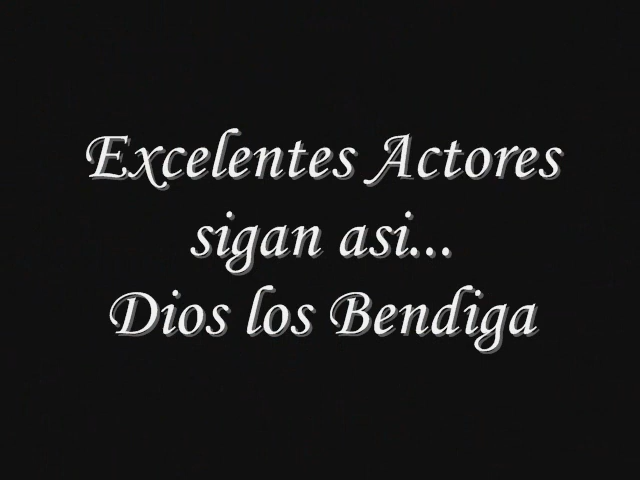 Excelentes Actores
sigan asi...
Dios los Bendiga